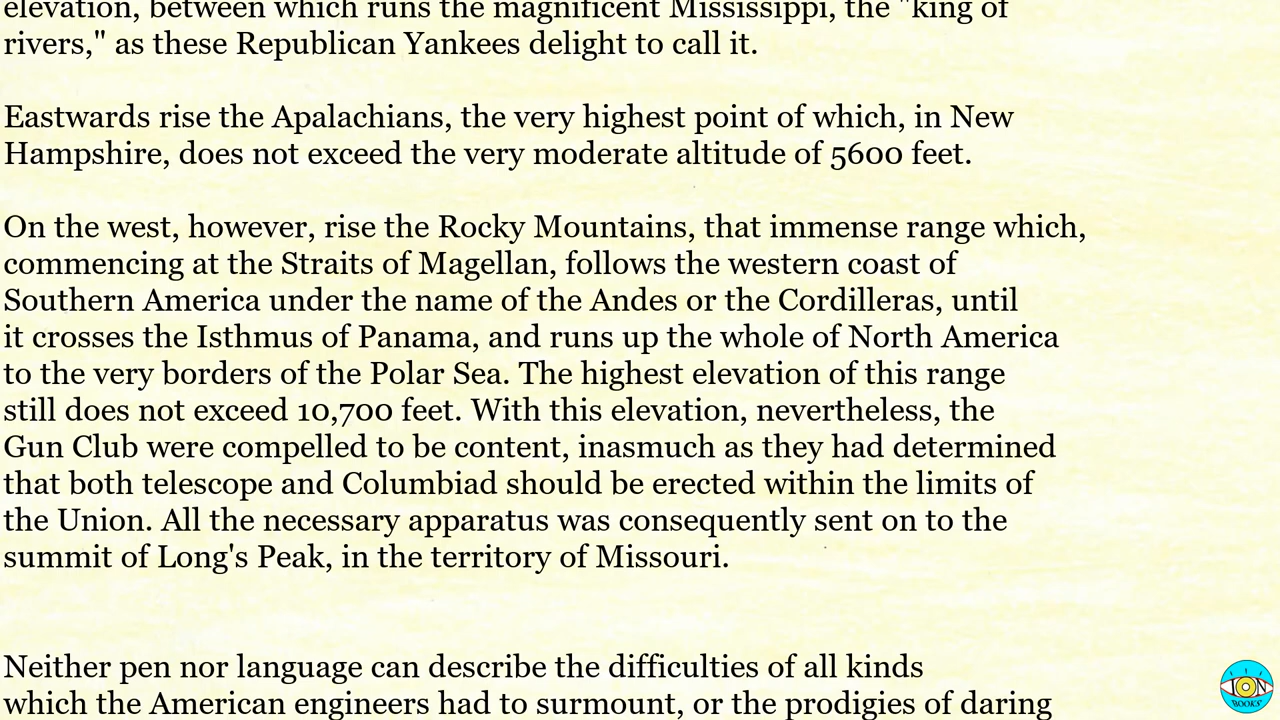 elevation, between which runs the magnificent Mississippi, the "king of
rivers," as these Republican Yankees delight to call it.
Eastwards rise the Apalachians, the very highest point of which, in New
Hampshire, does not exceed the very moderate altitude of 5600 feet.
On the west, however, rise the Rocky Mountains, that immense range which,
commencing at the Straits of Magellan, follows the western coast of
Southern America under the name of the Andes or the Cordilleras, until
it crosses the Isthmus of Panama, and runs up the whole of North America
to the very borders of the Polar Sea. The highest elevation of this range
still does not exceed 10,700 feet. With this elevation, nevertheless, the
Gun Club were compelled to be content, inasmuch as they had determined
that both telescope and Columbiad should be erected within the limits of
the Union. All the necessary apparatus was consequently sent on to the
summit of Long's Peak, in the territory of Missouri.
Neither pen nor language can describe the difficulties of all kinds
which the American engineers had to surmount, or the prodigies of daring
ION
BOOKS